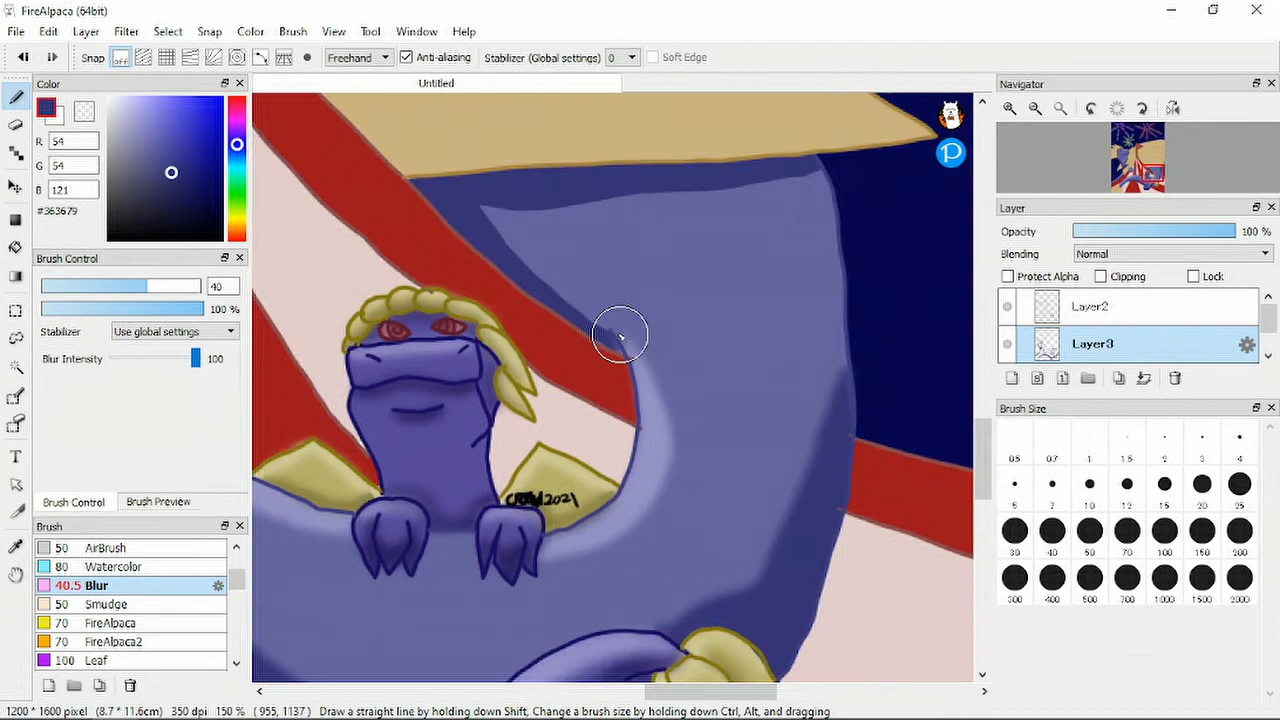 FireAlpaca (64bit)
File Edit Layer Filter Select Snap Color Brush View Tool Window Help
Snap off Freehand Anti-aliasing Stabilizer (Global settings) 0 Soft Edge
Color
Untitled
Navigator
R 54
G 54
B 121
#363679
Layer
Opacity 100 %
Blending Normal
Protect Alpha Clipping Lock
Layer2
Layer3
Brush Control
40
100 %
Stabilizer Use global settings
Blur Intensity 100
Brush Control Brush Preview
Brush
50 AirBrush
80 Watercolor
40.5 Blur
50 Smudge
70 FireAlpaca
70 FireAlpaca2
100 Leaf
Brush Size
0.5 0.7 1 1.5 2 3 4
5 7 10 12 15 20 25
30 40 50 70 100 150 200
300 400 500 700 1000 1500 2000
2021
1200 * 1600 pixel (8.7 * 11.6cm) 350 dpi 150 % ( 955, 1137 ) Draw a straight line by holding down Shift, Change a brush size by holding down Ctrl, Alt, and dragging